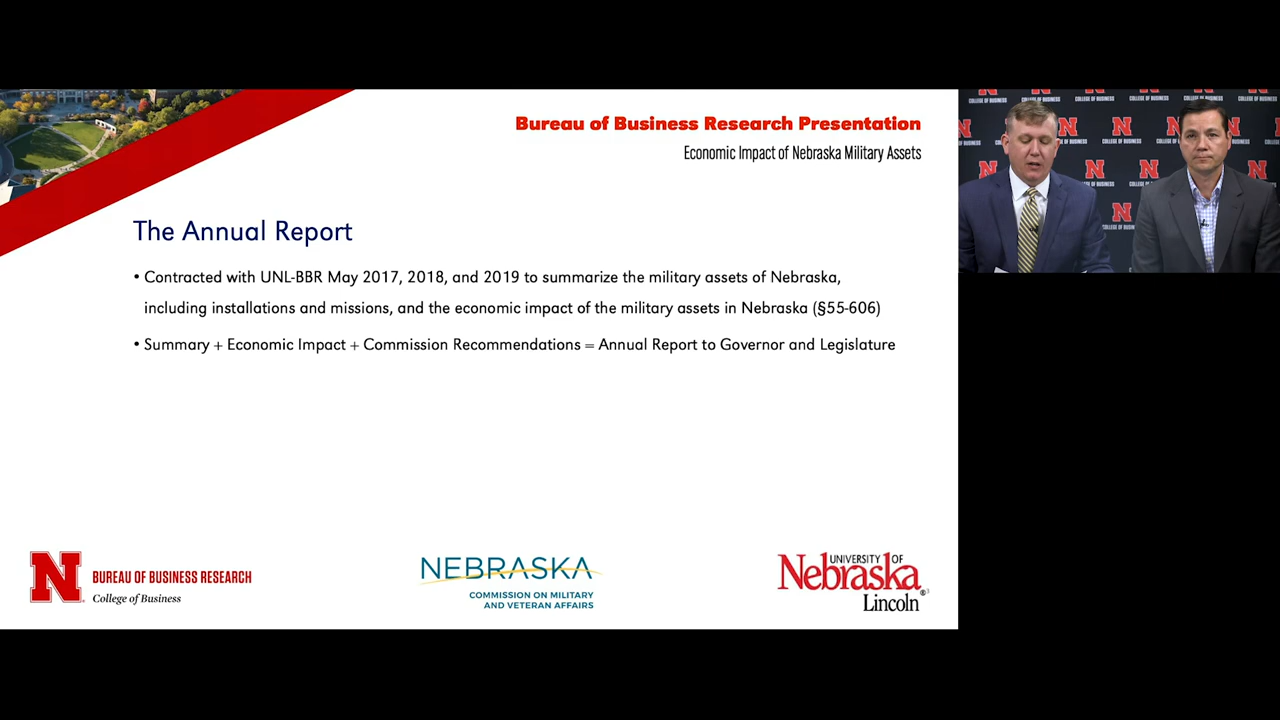 Bureau of Business Research Presentation
Economic Impact of Nebraska Military Assets
The Annual Report
• Contracted with UNL-BBR May 2017, 2018, and 2019 to summarize the military assets of Nebraska,
including installations and missions, and the economic impact of the military assets in Nebraska (§55-606)
• Summary + Economic Impact + Commission Recommendations = Annual Report to Governor and Legislature
N
BUREAU OF BUSINESS RESEARCH
College of Business
NEBRASKA
COMMISSION ON MILITARY
AND VETERAN AFFAIRS
UNIVERSITY OF
Nebraska
Lincoln
N
COLLEGE OF BUSINESS